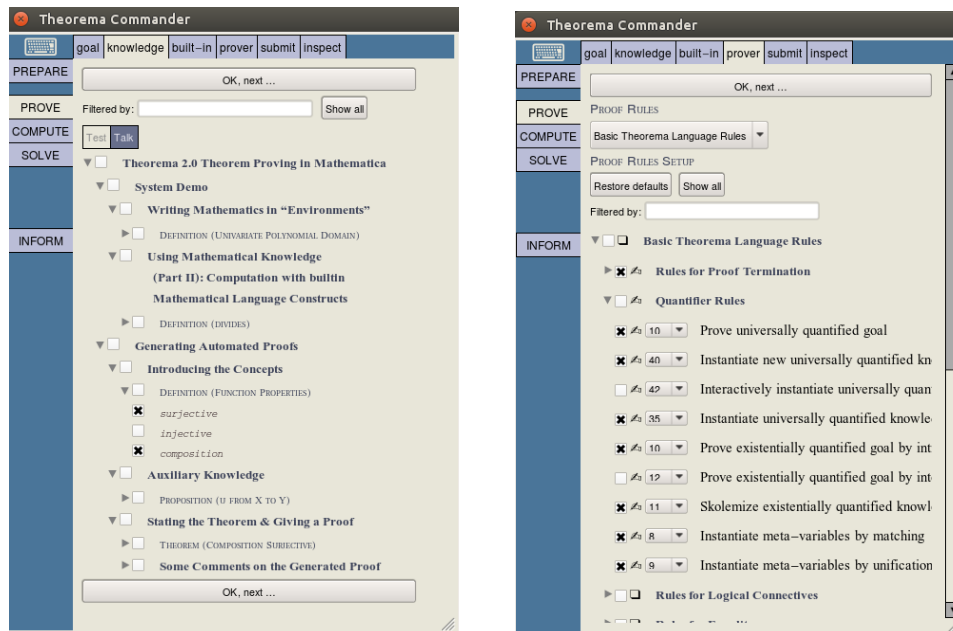 Theorema Commander
goal knowledge built-in prover submit inspect
PREPARE
OK, next ...
PROVE
Filtered by:
Show all
COMPUTE
Test Talk
SOLVE
Theorema 2.0 Theorem Proving in Mathematica
System Demo
Writing Mathematics in “Environments”
INFORM
DEFINITION (UNIVARIATE POLYNOMIAL DOMAIN)
Using Mathematical Knowledge
(Part II): Computation with builtin
Mathematical Language Constructs
DEFINITION (DIVIDES)
Generating Automated Proofs
Introducing the Concepts
DEFINITION (FUNCTION PROPERTIES)
surjective
injective
composition
Auxiliary Knowledge
PROPOSITION (U FROM X TO Y)
Stating the Theorem & Giving a Proof
THEOREM (COMPOSITION SURJECTIVE)
Some Comments on the Generated Proof
OK, next ...
Theorema Commander
goal knowledge built-in prover submit inspect
PREPARE
OK, next ...
PROVE
PROOF RULES
COMPUTE
Basic Theorema Language Rules
SOLVE
PROOF RULES SETUP
Restore defaults Show all
Filtered by:
INFORM
Basic Theorema Language Rules
Rules for Proof Termination
Quantifier Rules
10 Prove universally quantified goal
40 Instantiate new universally quantified kn
42 Interactively instantiate universally quan
35 Instantiate universally quantified knowle
10 Prove existentially quantified goal by int
12 Prove existentially quantified goal by int
11 Skolemize existentially quantified knowl
8 Instantiate meta-variables by matching
9 Instantiate meta-variables by unification
Rules for Logical Connectives